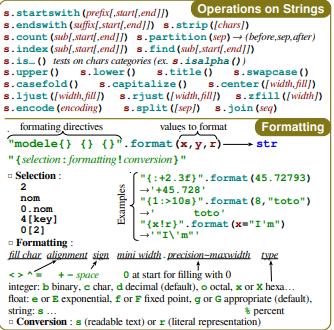 Operations on Strings
s.startswith(prefix[,start[,end]])
s.endswith(suffix[,start[,end]]) s.strip([chars])
s.count(sub[,start[,end]]) s.partition(sep)→ (before,sep,after)
s.index(sub[,start[,end]]) s.find(sub[,start[,end]])
s.is…() tests on chars categories (ex. s.isalpha())
s.upper() s.lower() s.title() s.swapcase()
s.casefold() s.capitalize() s.center([width,fill])
s.ljust([width,fill]) s.rjust([width,fill]) s.zfill([width])
s.encode(encoding) s.split([sep]) s.join(seq)
Formatting
formating directives values to format
"modele{} {} {}".format(x,y,r) str
"{selection:formatting!conversion}"
□ Selection :
2
nom
0.nom
4[key]
0[2]
Examples
"{:+2.3f}".format(45.72793)
→'+45.728'
"{1:>10s}".format(8,"toto")
→'      toto'
"{x!r}".format(x="I'm")
→'"I\'m"'
□ Formatting :
fill char alignment sign mini width.precision~maxwidth type
< > ^ = + - space 0 at start for filling with 0
integer: b binary, c char, d decimal (default), o octal, x or X hexa…
float: e or E exponential, f or F fixed point, g or G appropriate (default),
string: s … % percent
□ Conversion : s (readable text) or r (literal representation)